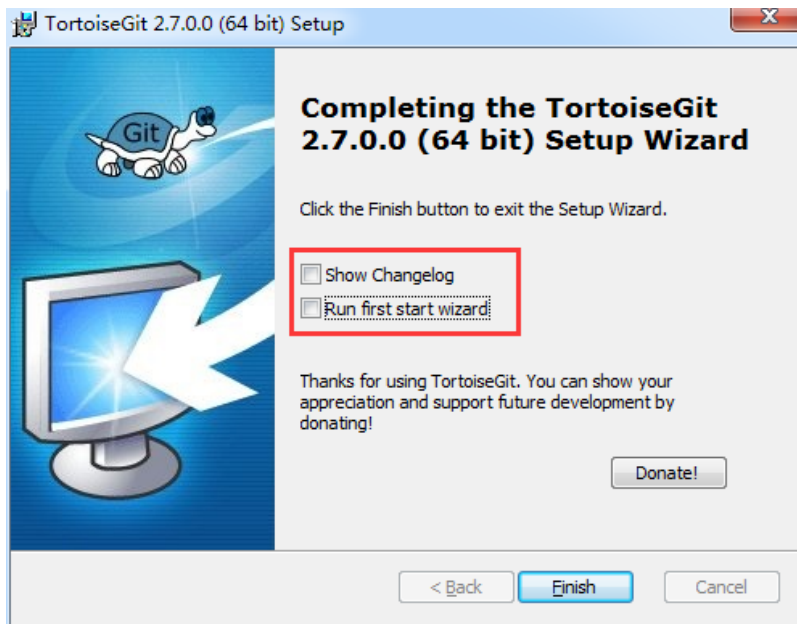 TortoiseGit 2.7.0.0 (64 bit) Setup
Git
Completing the TortoiseGit
2.7.0.0 (64 bit) Setup Wizard
Click the Finish button to exit the Setup Wizard.
Show Changelog
Run first start wizard
Thanks for using TortoiseGit. You can show your
appreciation and support future development by
donating!
Donate!
< Back
Finish
Cancel